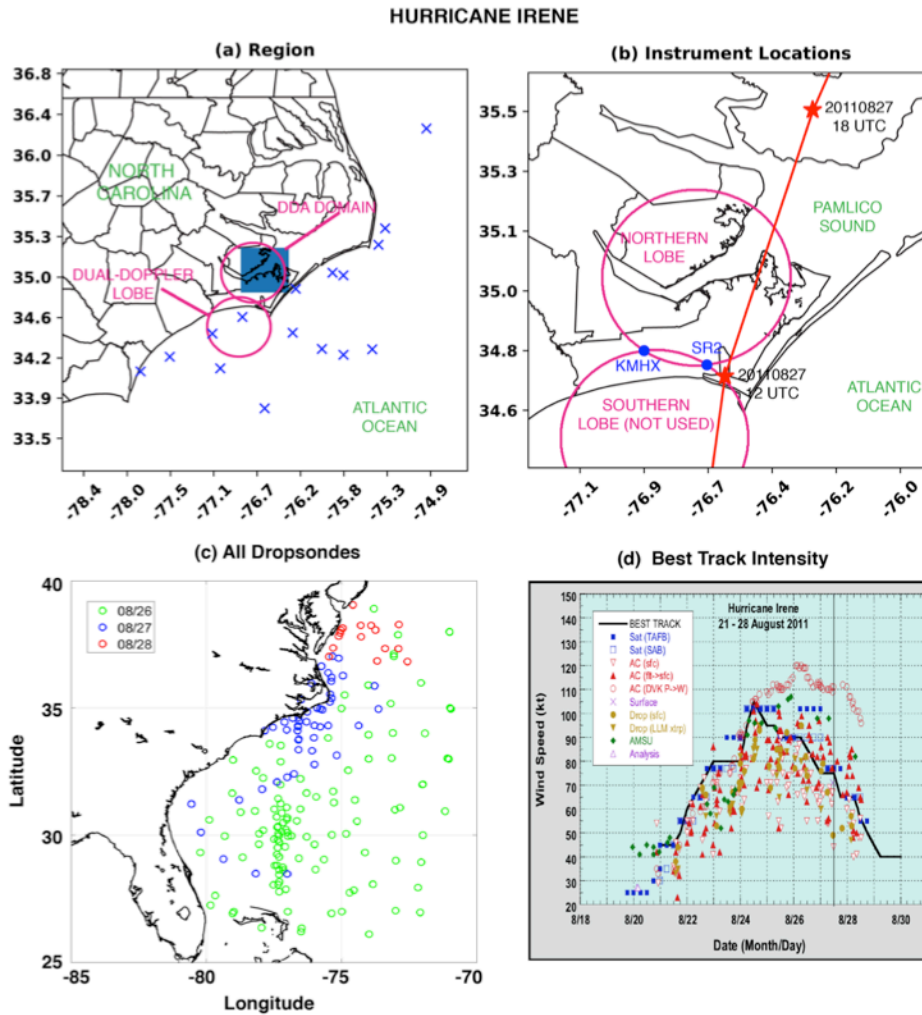 HURRICANE IRENE
(a) Region
36.8
36.4
36.0
35.7
35.3
35.0
34.6
34.2
33.9
33.5
-78.4
-78.0
-77.5
-77.1
-76.7
-76.2
-75.8
-75.3
-74.9
NORTH
CAROLINA
DDA DOMAIN
DUAL-DOPPLER
LOBE
ATLANTIC
OCEAN
(b) Instrument Locations
35.5
35.3
35.1
35.0
34.8
34.6
-77.1
-76.9
-76.7
-76.4
-76.2
-76.0
20110827
18 UTC
PAMLICO
SOUND
NORTHERN
LOBE
SR2
KMHX
20110827
12 UTC
SOUTHERN
LOBE (NOT USED)
ATLANTIC
OCEAN
(c) All Dropsondes
08/26
08/27
08/28
Latitude
40
35
30
25
-85
-80
-75
-70
Longitude
(d) Best Track Intensity
Hurricane Irene
21 - 28 August 2011
BEST TRACK
Sat (TAFB)
Sat (SAB)
AC (sfc)
AC (flt->sfc)
AC (DVK P->W)
Surface
Drop (sfc)
Drop (LLM xtrp)
AMSU
Analysis
Wind Speed (kt)
150
140
130
120
110
100
90
80
70
60
50
40
30
20
8/18
8/20
8/22
8/24
8/26
8/28
8/30
Date (Month/Day)